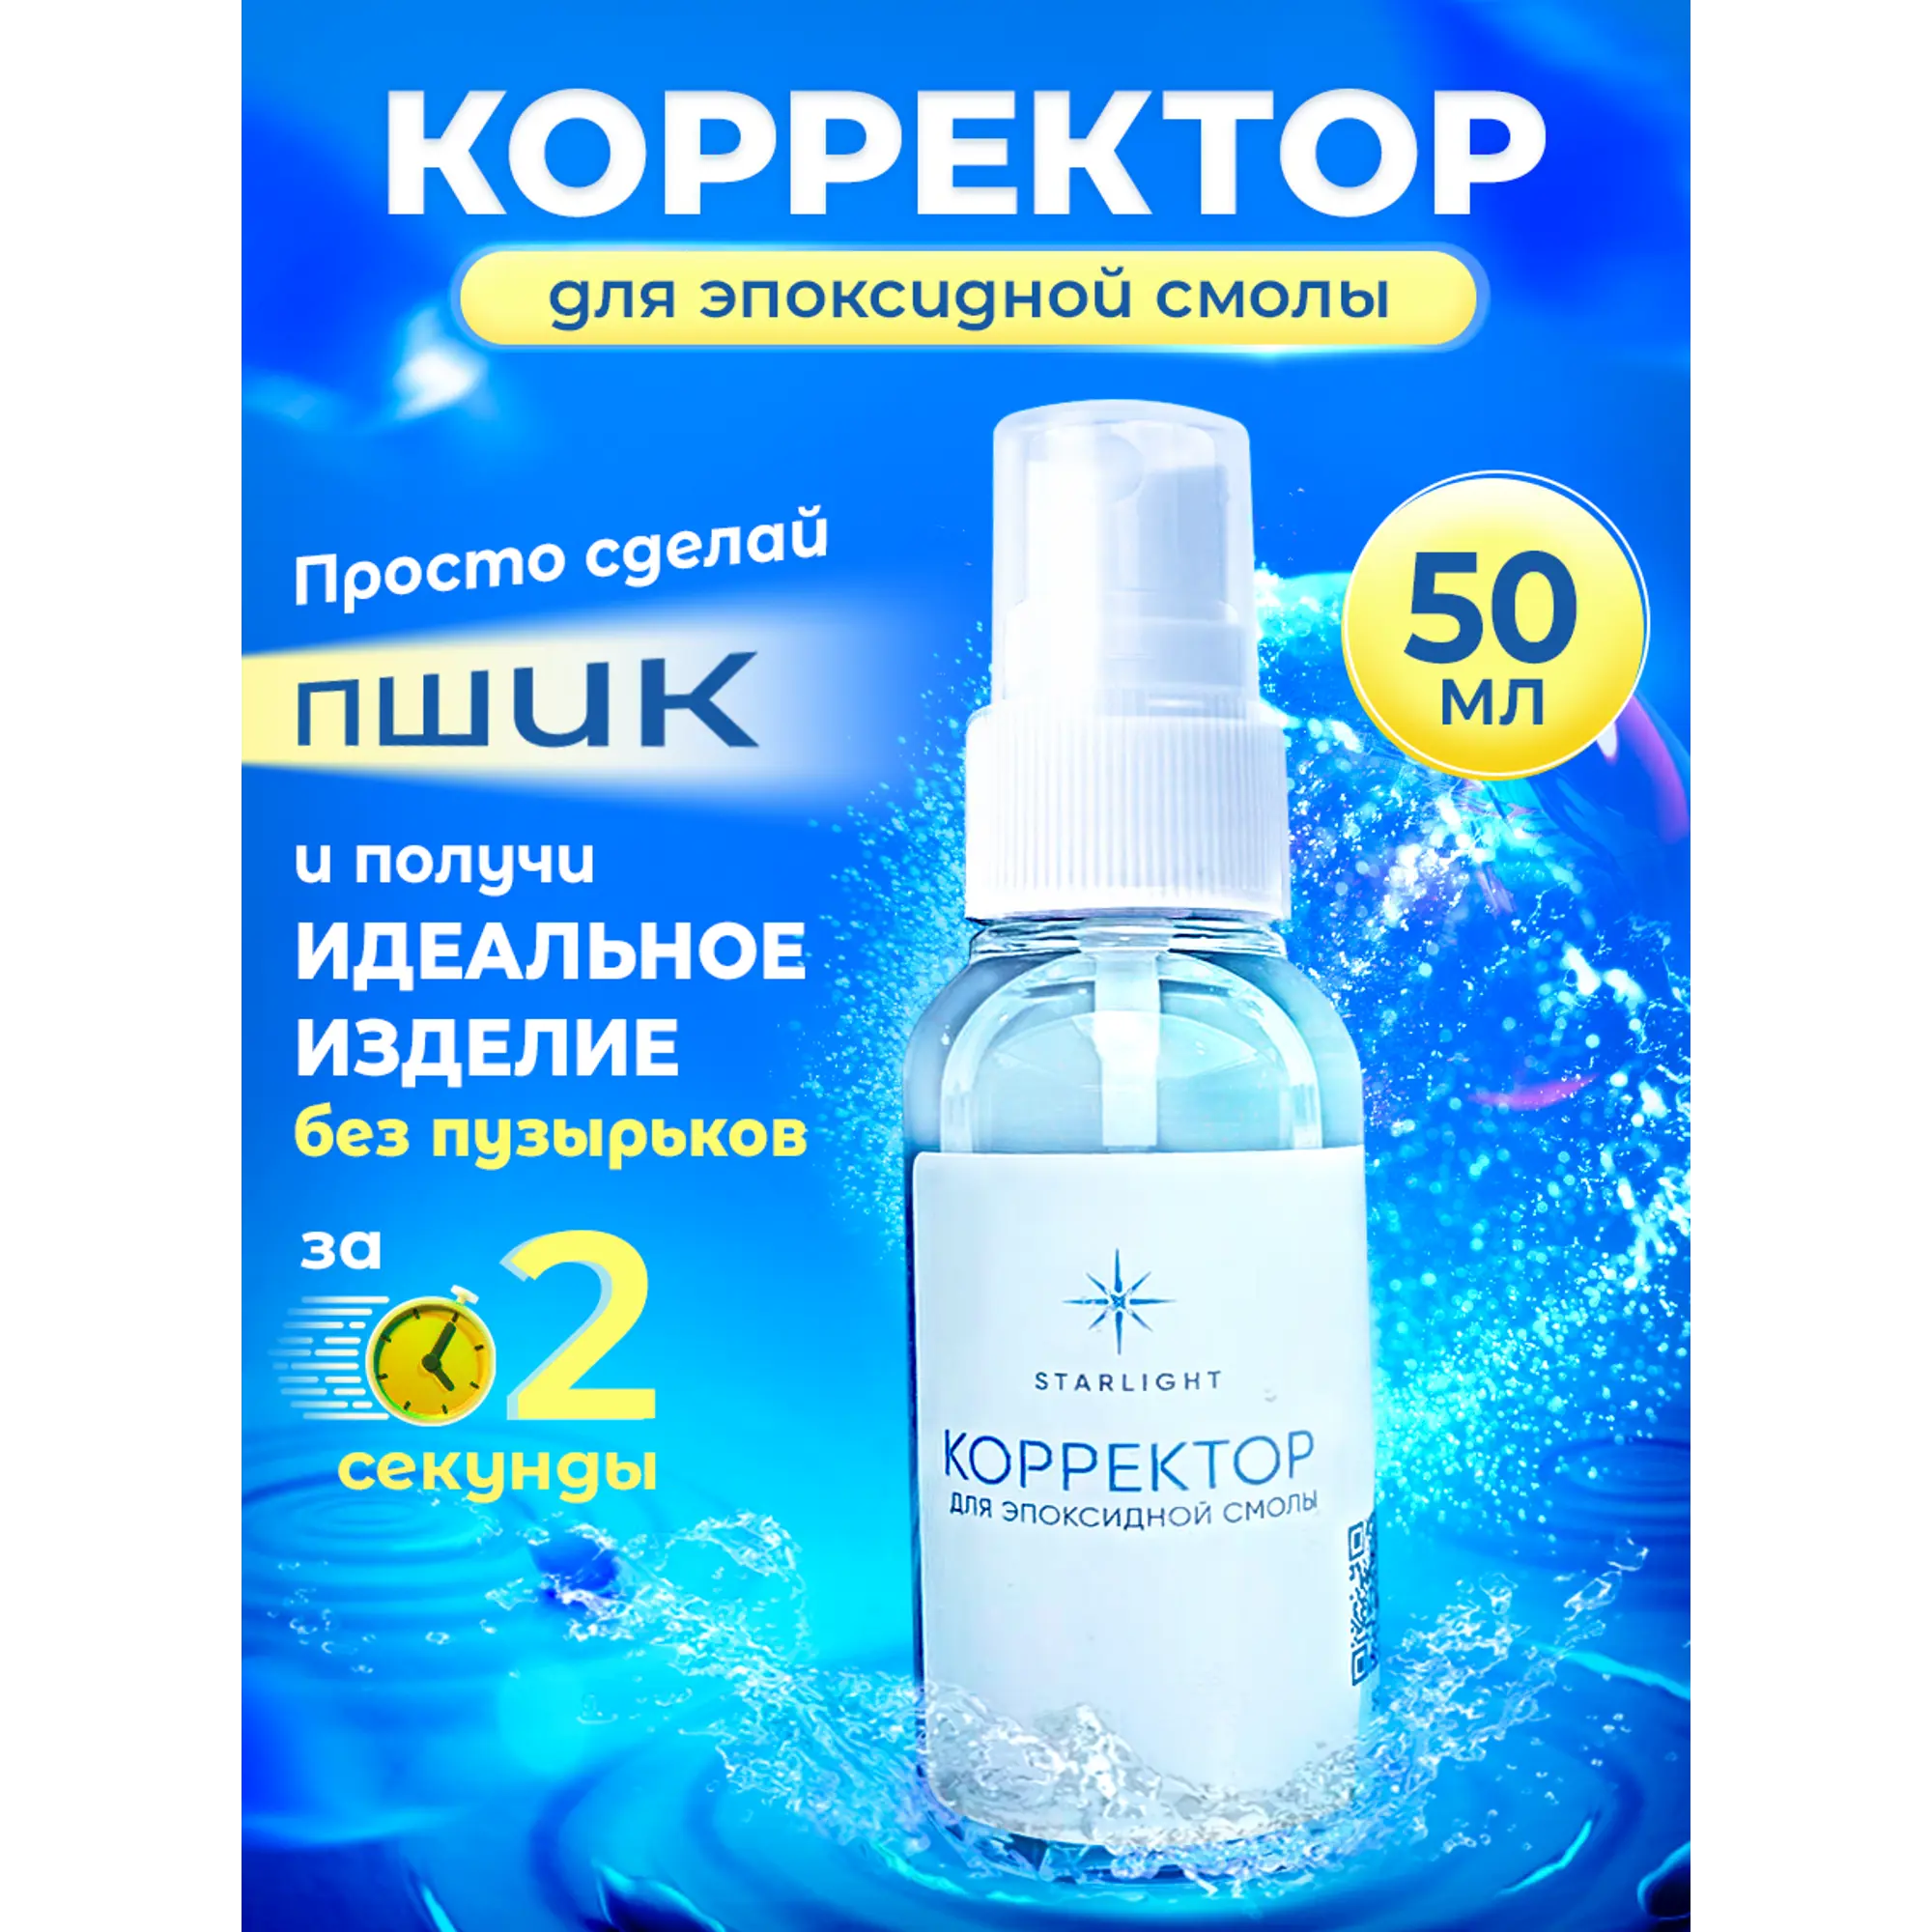 КОРРЕКТОР
для эпоксидной смолы
Просто сделай
пшик
50
мл
и получи
ИДЕАЛЬНОЕ
ИЗДЕЛИЕ
без пузырьков
за
2
секунды
STARLIGHT
КОРРЕКТОР
ДЛЯ ЭПОКСИДНОЙ СМОЛЫ